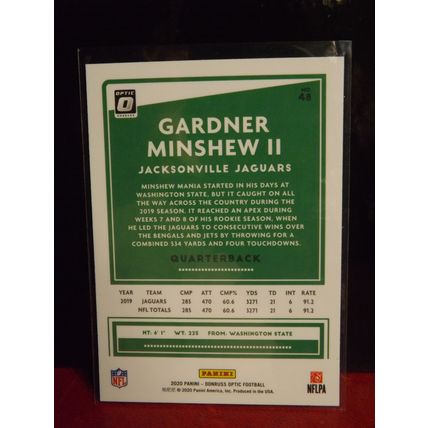 OPTIC
NO.
48
GARDNER
MINSHEW II
JACKSONVILLE JAGUARS
MINSHEW MANIA STARTED IN HIS DAYS AT
WASHINGTON STATE, BUT IT CAUGHT ON ALL
THE WAY ACROSS THE COUNTRY DURING THE
2019 SEASON. IT REACHED AN APEX DURING
WEEKS 7 AND 8 OF HIS ROOKIE SEASON, WHEN
HE LED THE JAGUARS TO CONSECUTIVE WINS OVER
THE BENGALS AND JETS BY THROWING FOR A
COMBINED 534 YARDS AND FOUR TOUCHDOWNS.
QUARTERBACK
YEAR TEAM CMP ATT CMP% YDS TD INT RATE
2019 JAGUARS 285 470 60.6 3271 21 6 91.2
NFL TOTALS 285 470 60.6 3271 21 6 91.2
HT: 6' 1" WT: 225 FROM: WASHINGTON STATE
NFL
PANINI
NFLPA
2020 PANINI - DONRUSS OPTIC FOOTBALL
© 2020 Panini America, Inc. Produced in the USA.